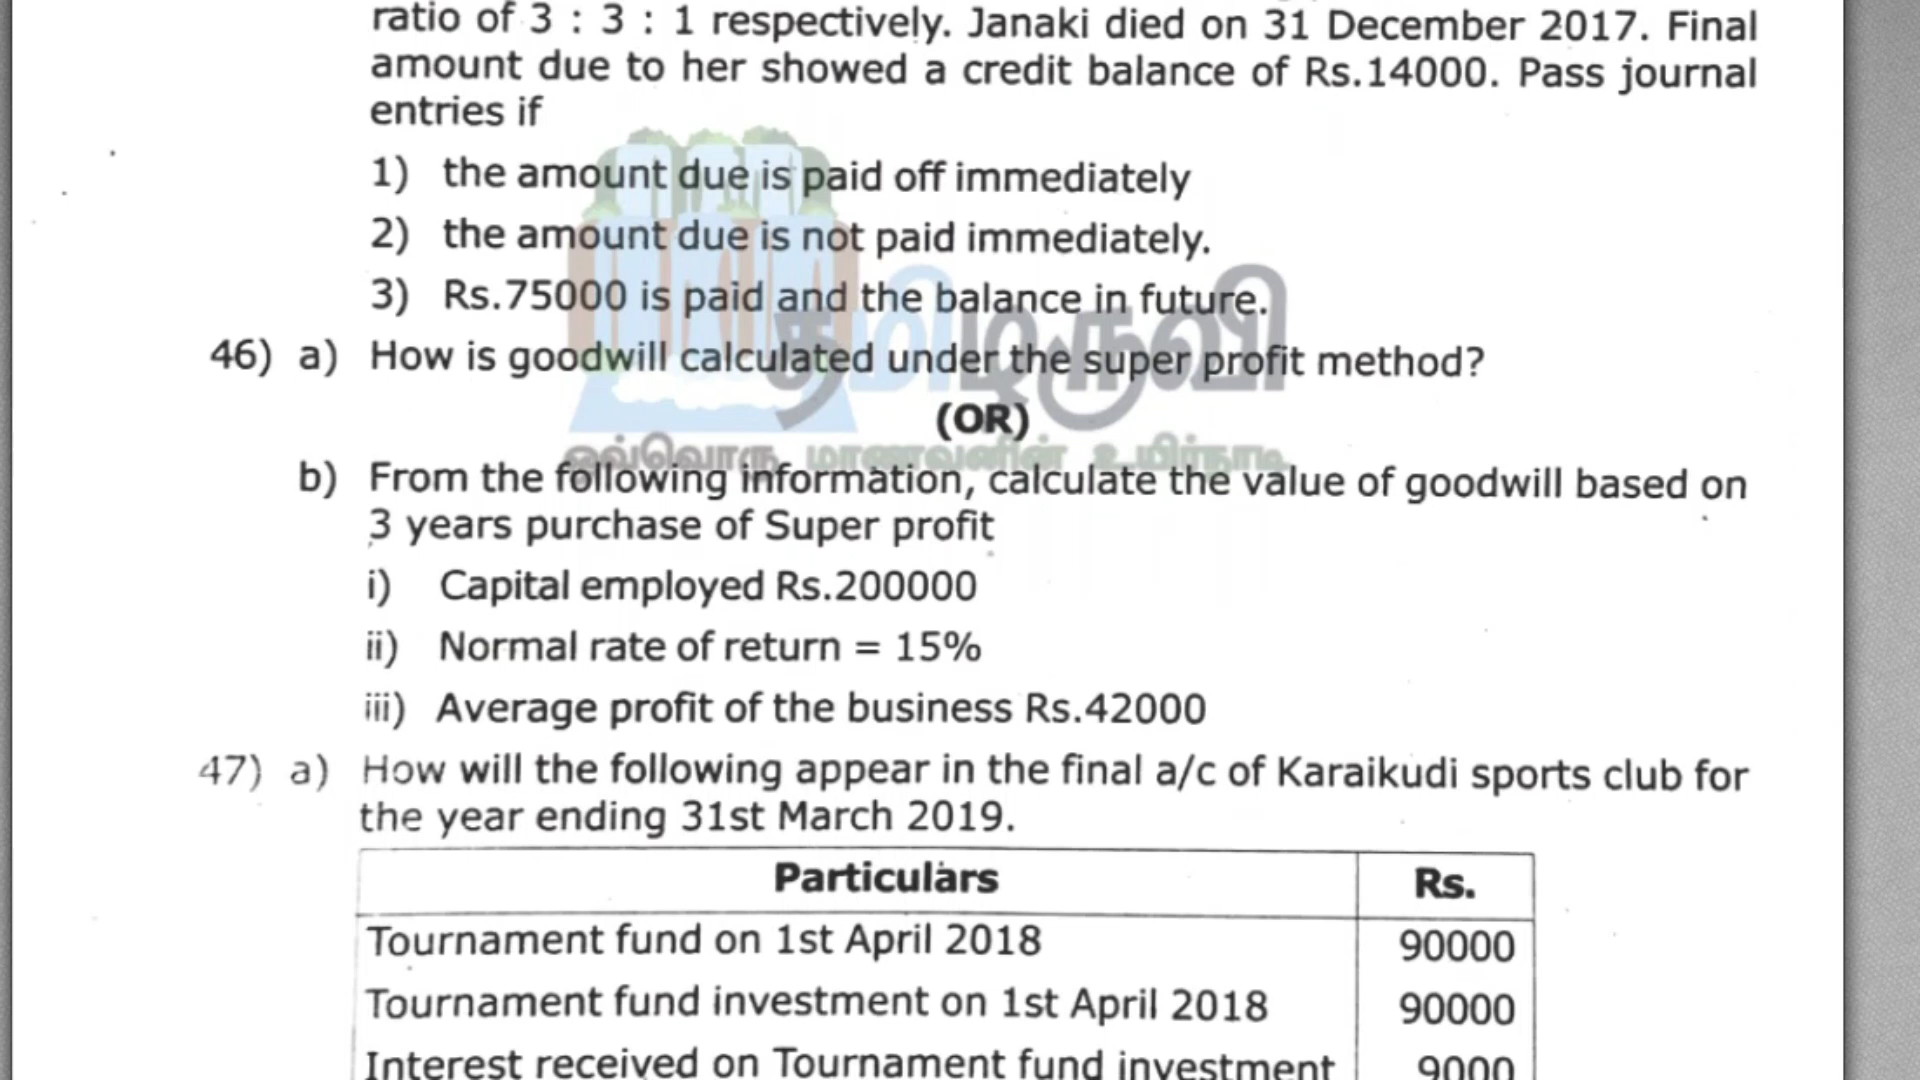 ratio of 3 : 3 : 1 respectively. Janaki died on 31 December 2017. Final
amount due to her showed a credit balance of Rs.14000. Pass journal
entries if
1) the amount due is paid off immediately
2) the amount due is not paid immediately.
3) Rs.75000 is paid and the balance in future.
தமிழருவி
46) a) How is goodwill calculated under the super profit method?
(OR)
ஒவ்வொரு மாணவனின் உயிர்நாடி
b) From the following information, calculate the value of goodwill based on
3 years purchase of Super profit
i) Capital employed Rs.200000
ii) Normal rate of return = 15%
iii) Average profit of the business Rs.42000
47) a) How will the following appear in the final a/c of Karaikudi sports club for
the year ending 31st March 2019.
Particulars Rs.
Tournament fund on 1st April 2018 90000
Tournament fund investment on 1st April 2018 90000
Interest received on Tournament fund investment 9000